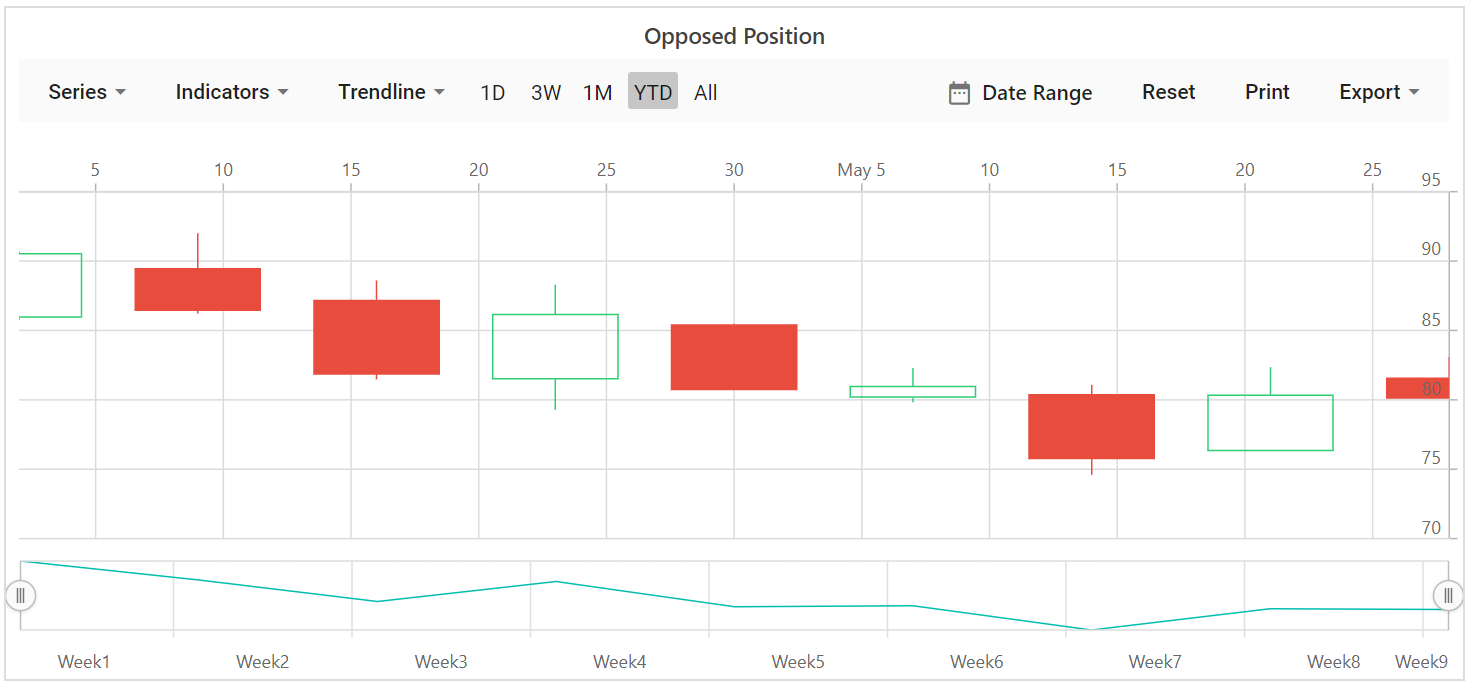 Opposed Position
Series Indicators Trendline 1D 3W 1M YTD All Date Range Reset Print Export
5 10 15 20 25 30 May 5 10 15 20 25
95
90
85
80
75
70
Week1 Week2 Week3 Week4 Week5 Week6 Week7 Week8 Week9